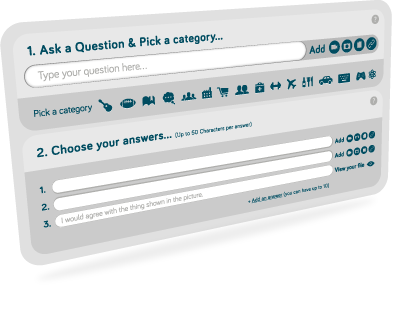 1. Ask a Question & Pick a category...
?
Type your question here...
Add
Pick a category
?
2. Choose your answers... (Up to 50 Characters per answer)
1.
Add
2.
Add
3. I would agree with the thing shown in the picture.
View your file
+ Add an answer (you can have up to 10)